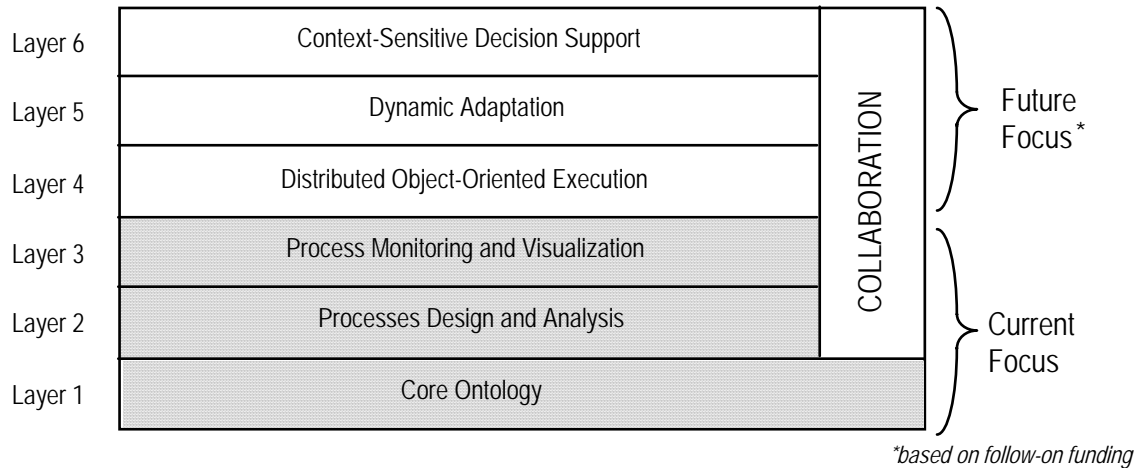 Layer 6 Context-Sensitive Decision Support
Layer 5 Dynamic Adaptation
Layer 4 Distributed Object-Oriented Execution
Layer 3 Process Monitoring and Visualization
Layer 2 Processes Design and Analysis
Layer 1 Core Ontology
COLLABORATION
Future
Focus*
Current
Focus
*based on follow-on funding